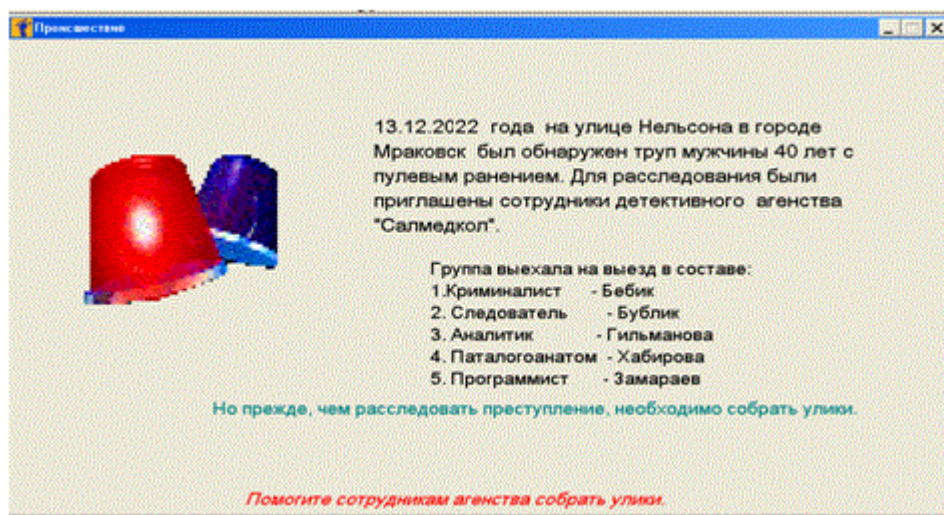 Происшествие
13.12.2022 года на улице Нельсона в городе
Мраковск был обнаружен труп мужчины 40 лет с
пулевым ранением. Для расследования были
приглашены сотрудники детективного агенства
"Салмедкол".
Группа выехала на выезд в составе:
1.Криминалист - Бебик
2. Следователь - Бублик
3. Аналитик - Гильманова
4. Паталогоанатом - Хабирова
5. Программист - Замараев
Но прежде, чем расследовать преступление, необходимо собрать улики.
Помогите сотрудникам агенства собрать улики.